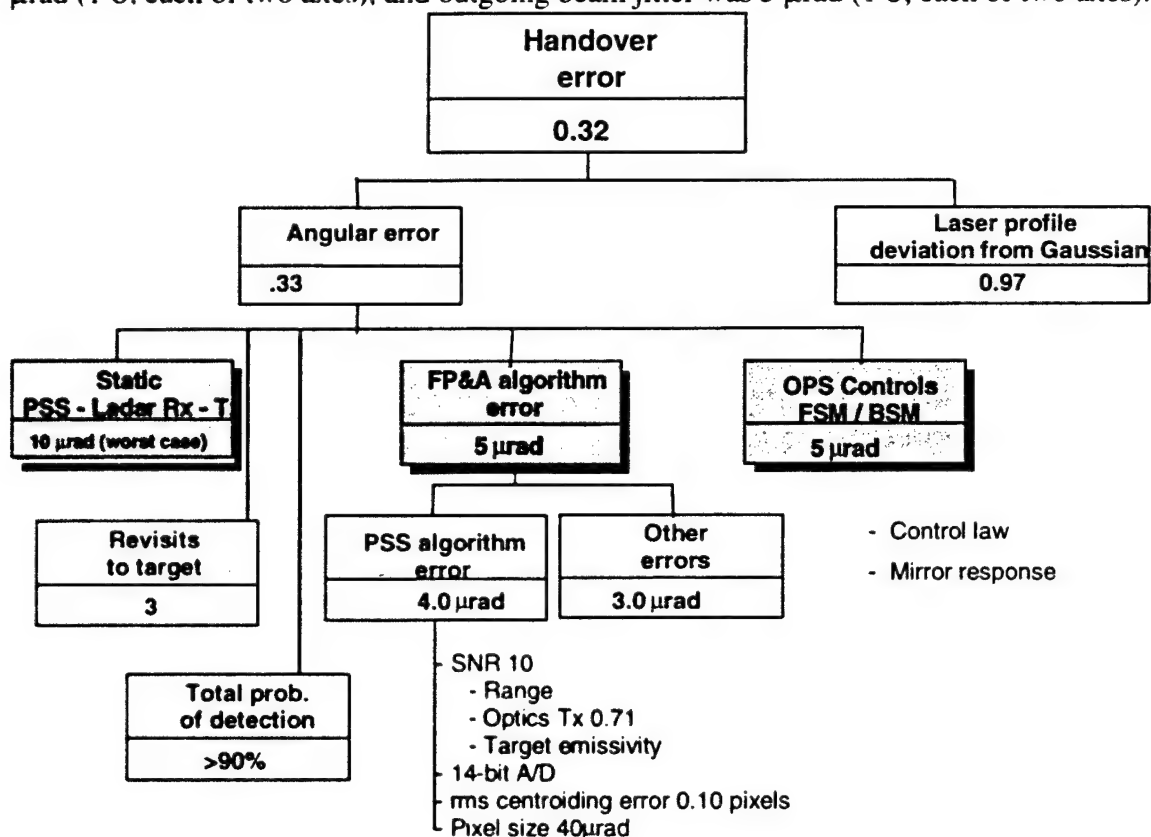 μrad (1 σ, each of two axes), and outgoing beam jitter was 5 μrad (1 σ, each of two axes).
Handover
error
0.32
Angular error
.33
Laser profile
deviation from Gaussian
0.97
Static
PSS - Ladar Rx - T
10 μrad (worst case)
FP&A algorithm
error
5 μrad
OPS Controls
FSM / BSM
5 μrad
Revisits
to target
3
PSS algorithm
error
4.0 μrad
Other
errors
3.0 μrad
- Control law
- Mirror response
Total prob.
of detection
>90%
- SNR 10
- Range
- Optics Tx 0.71
- Target emissivity
- 14-bit A/D
- rms centroiding error 0.10 pixels
- Pixel size 40μrad